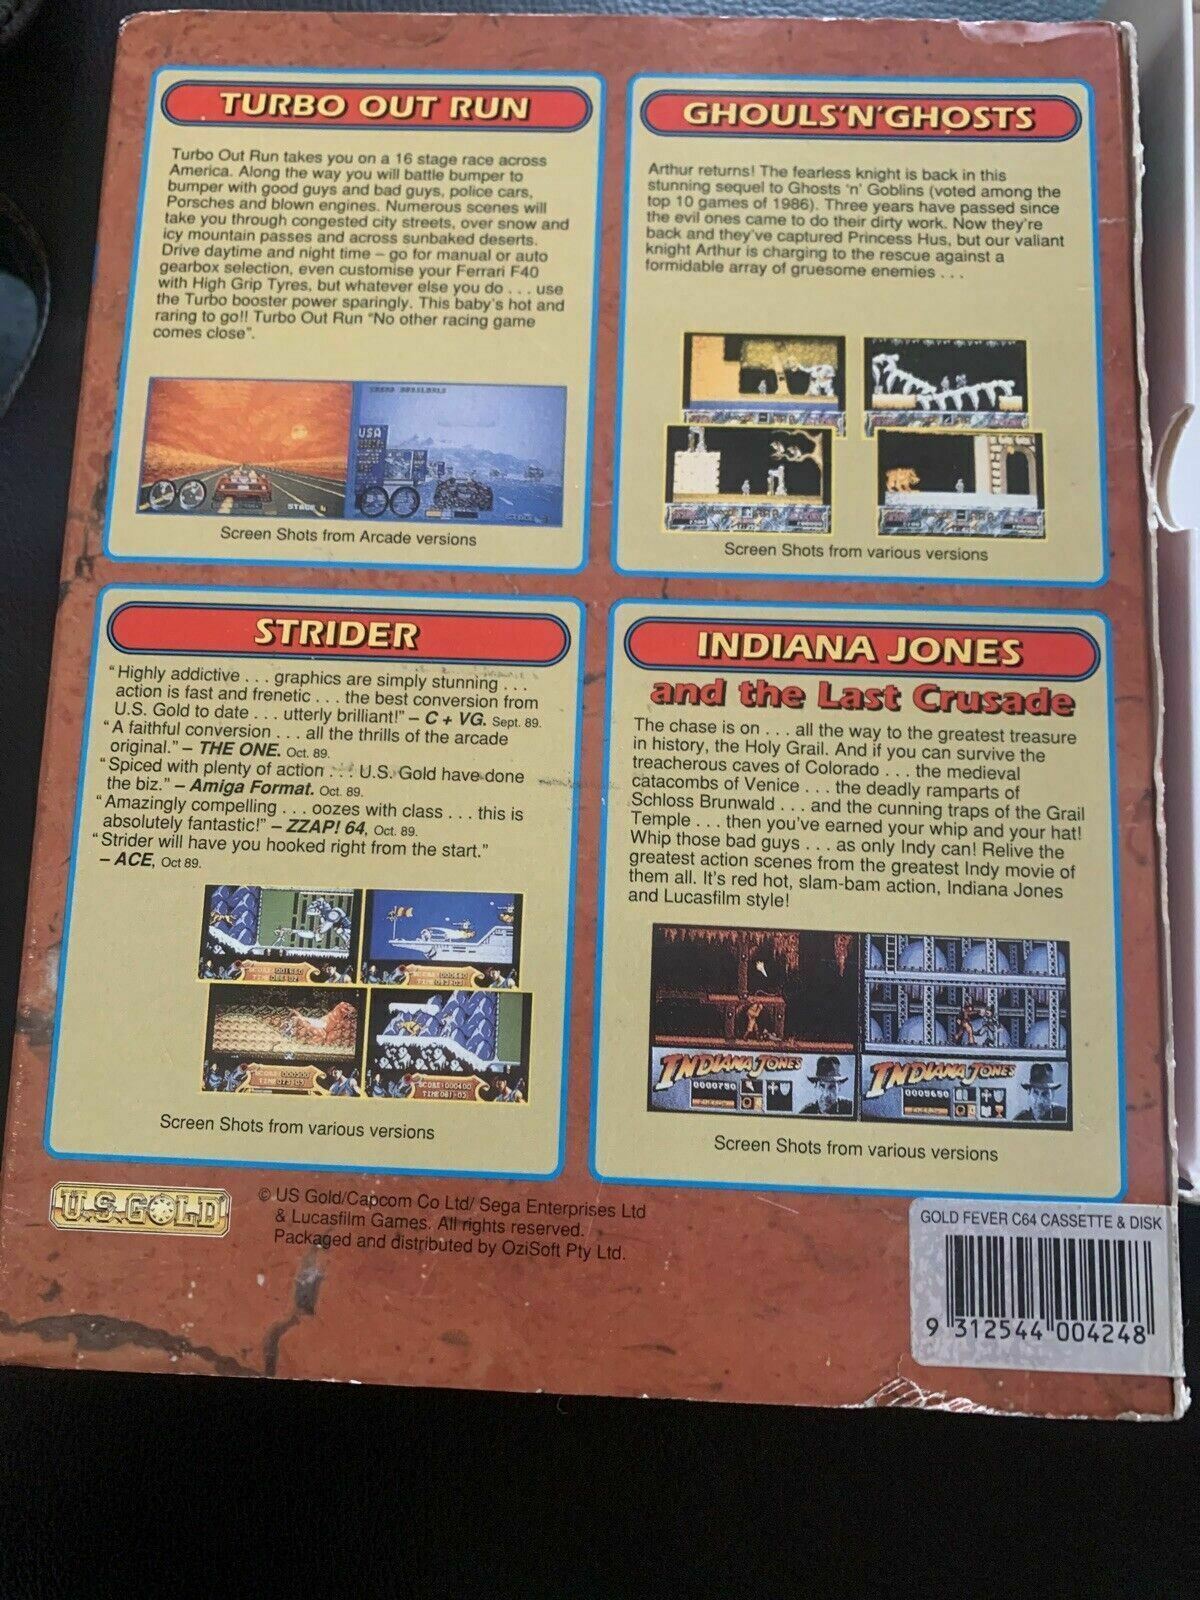 TURBO OUT RUN
Turbo Out Run takes you on a 16 stage race across
America. Along the way you will battle bumper to
bumper with good guys and bad guys, police cars,
Porsches and blown engines. Numerous scenes will
take you through congested city streets, over snow and
icy mountain passes and across sunbaked deserts.
Drive daytime and night time – go for manual or auto
gearbox selection, even customise your Ferrari F40
with High Grip Tyres, but whatever else you do . . . use
the Turbo booster power sparingly. This baby's hot and
raring to go!! Turbo Out Run "No other racing game
comes close".
USA
Screen Shots from Arcade versions
GHOULS'N'GHOSTS
Arthur returns! The fearless knight is back in this
stunning sequel to Ghosts 'n' Goblins (voted among the
top 10 games of 1986). Three years have passed since
the evil ones came to do their dirty work. Now they're
back and they've captured Princess Hus, but our valiant
knight Arthur is charging to the rescue against a
formidable array of gruesome enemies . . .
Screen Shots from various versions
STRIDER
"Highly addictive . . . graphics are simply stunning . . .
action is fast and frenetic . . . the best conversion from
U.S. Gold to date . . . utterly brilliant!" – C + VG. Sept. 89.
"A faithful conversion . . . all the thrills of the arcade
original." – THE ONE. Oct. 89.
"Spiced with plenty of action . . . U.S. Gold have done
the biz." – Amiga Format. Oct. 89.
"Amazingly compelling . . . oozes with class . . . this is
absolutely fantastic!" – ZZAP! 64, Oct. 89.
"Strider will have you hooked right from the start."
– ACE, Oct 89.
Screen Shots from various versions
INDIANA JONES
and the Last Crusade
The chase is on . . . all the way to the greatest treasure
in history, the Holy Grail. And if you can survive the
treacherous caves of Colorado . . . the medieval
catacombs of Venice . . . the deadly ramparts of
Schloss Brunwald . . . and the cunning traps of the Grail
Temple . . . then you've earned your whip and your hat!
Whip those bad guys . . . as only Indy can! Relive the
greatest action scenes from the greatest Indy movie of
them all. It's red hot, slam-bam action, Indiana Jones
and Lucasfilm style!
INDIANA JONES
0000750
INDIANA JONES
0005650
Screen Shots from various versions
U.S. GOLD
© US Gold/Capcom Co Ltd/ Sega Enterprises Ltd
& Lucasfilm Games. All rights reserved.
Packaged and distributed by OziSoft Pty Ltd.
GOLD FEVER C64 CASSETTE & DISK
9 312544 004248